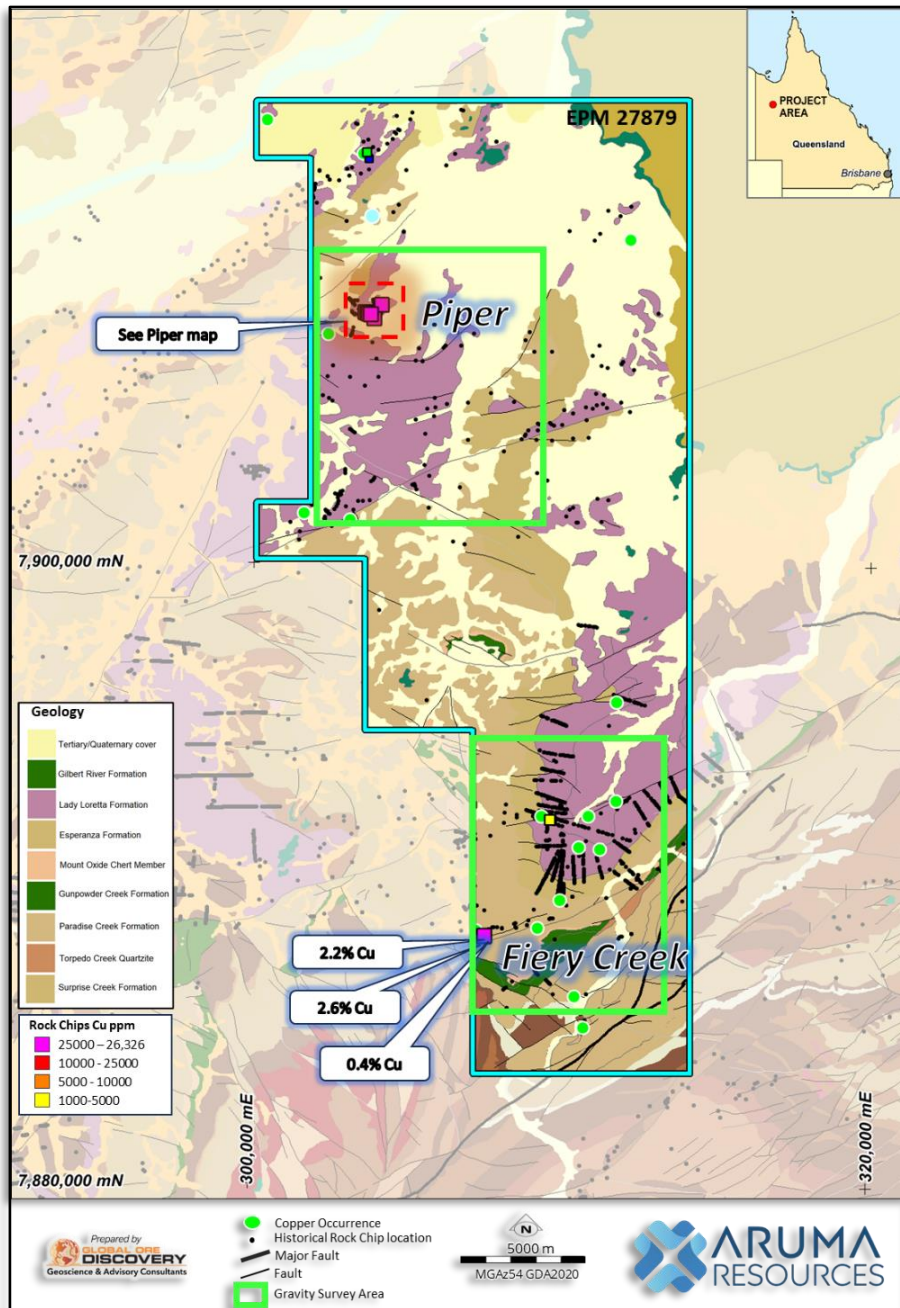 EPM 27879
PROJECT
AREA
Queensland
Brisbane
Piper
See Piper map
7,900,000 mN
Geology
Tertiary/Quaternary cover
Gilbert River Formation
Lady Loretta Formation
Esperanza Formation
Mount Oxide Chert Member
Gunpowder Creek Formation
Paradise Creek Formation
Torpedo Creek Quartzite
Surprise Creek Formation
2.2% Cu
Fiery Creek
2.6% Cu
0.4% Cu
Rock Chips Cu ppm
25000 – 26,326
10000 - 25000
5000 - 10000
1000-5000
300,000 mE
320,000 mE
7,880,000 mN
Prepared by
GLOBAL ORE
DISCOVERY
Geoscience & Advisory Consultants
Copper Occurrence
Historical Rock Chip location
Major Fault
Fault
Gravity Survey Area
N
5000 m
MGAz54 GDA2020
ARUMA
RESOURCES